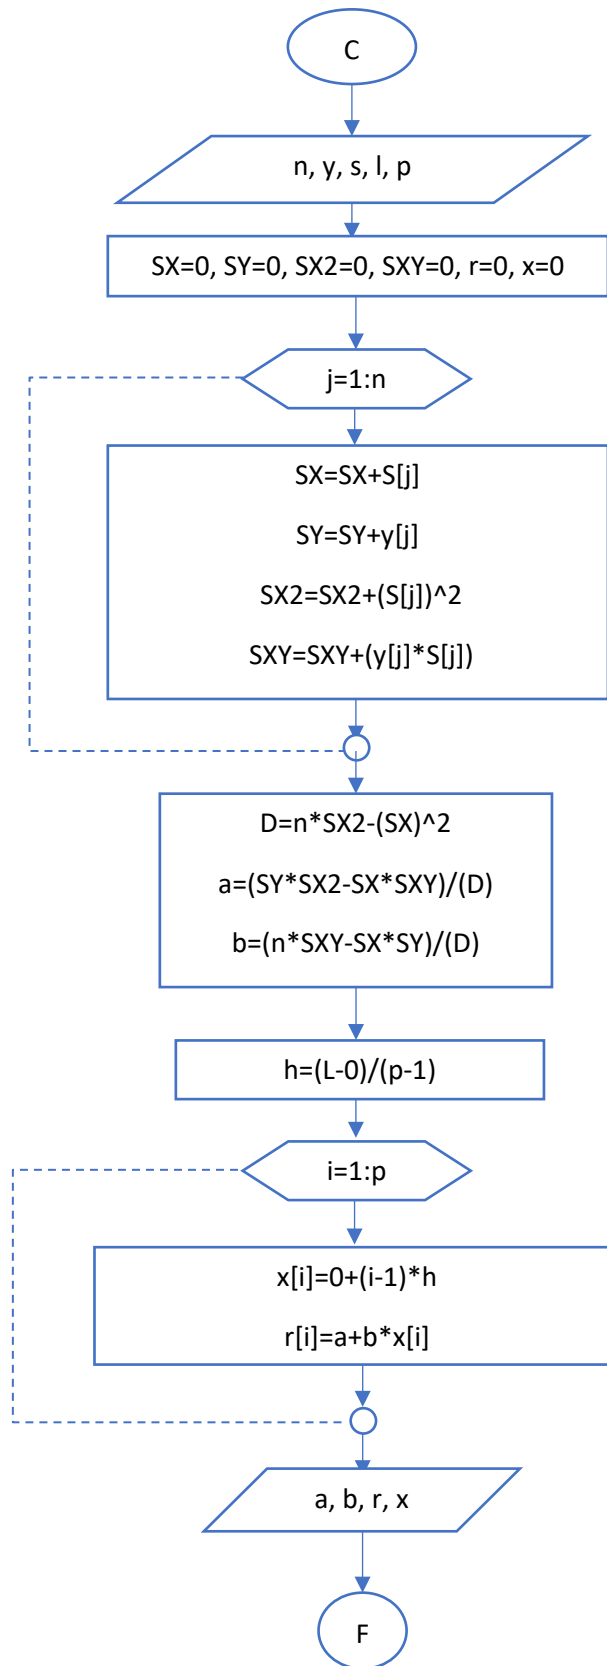 C
n, y, s, l, p
SX=0, SY=0, SX2=0, SXY=0, r=0, x=0
j=1:n
SX=SX+S[j]
SY=SY+y[j]
SX2=SX2+(S[j])^2
SXY=SXY+(y[j]*S[j])
D=n*SX2-(SX)^2
a=(SY*SX2-SX*SXY)/(D)
b=(n*SXY-SX*SY)/(D)
h=(L-0)/(p-1)
i=1:p
x[i]=0+(i-1)*h
r[i]=a+b*x[i]
a, b, r, x
F